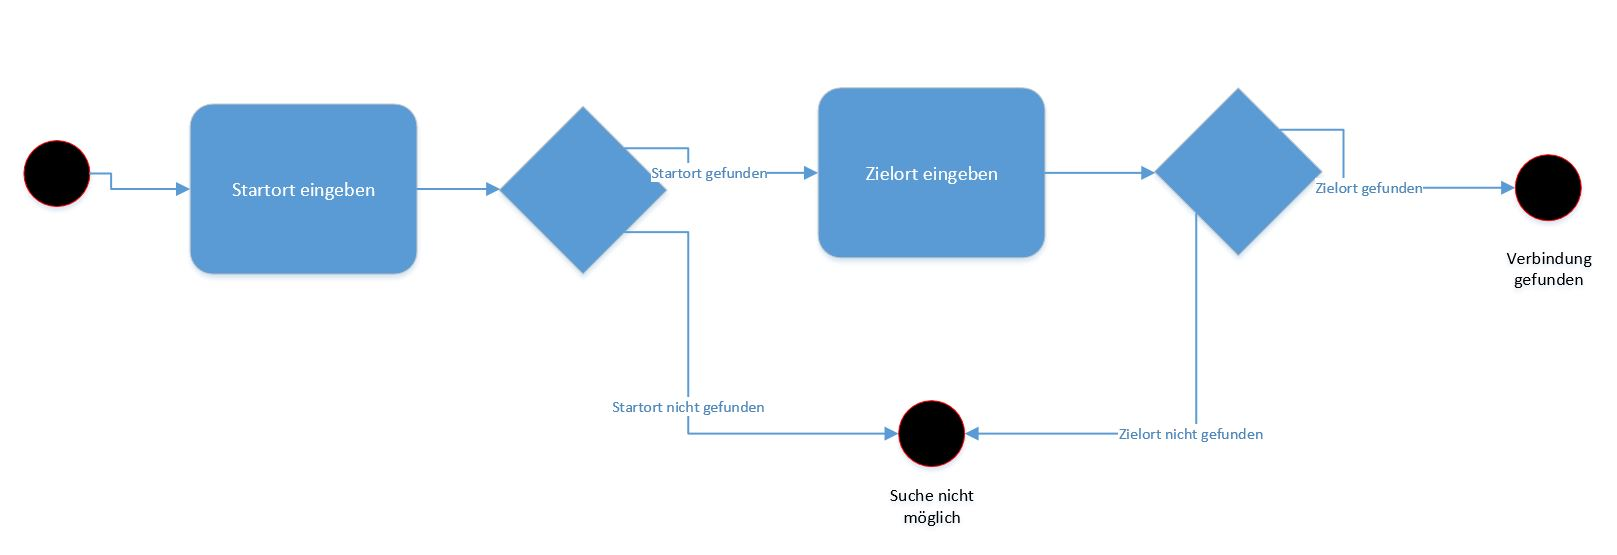 Startort eingeben
Startort gefunden
Zielort eingeben
Zielort gefunden
Verbindung
gefunden
Startort nicht gefunden
Zielort nicht gefunden
Suche nicht
möglich